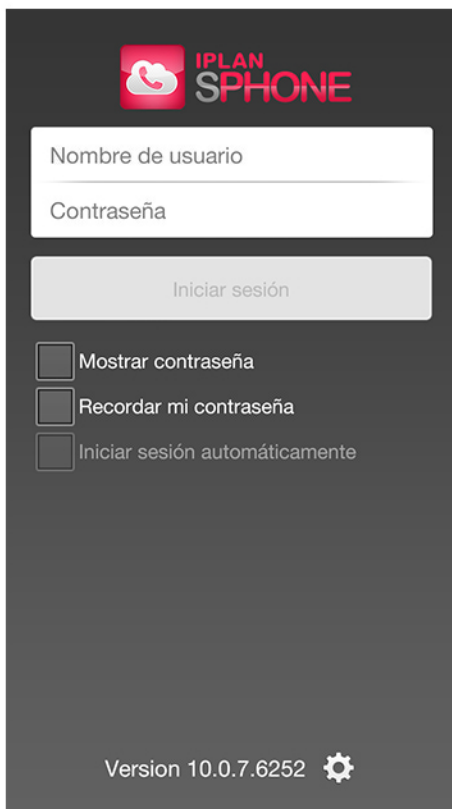 IPLAN
SPHONE
Nombre de usuario
Contraseña
Iniciar sesión
Mostrar contraseña
Recordar mi contraseña
Iniciar sesión automáticamente
Version 10.0.7.6252